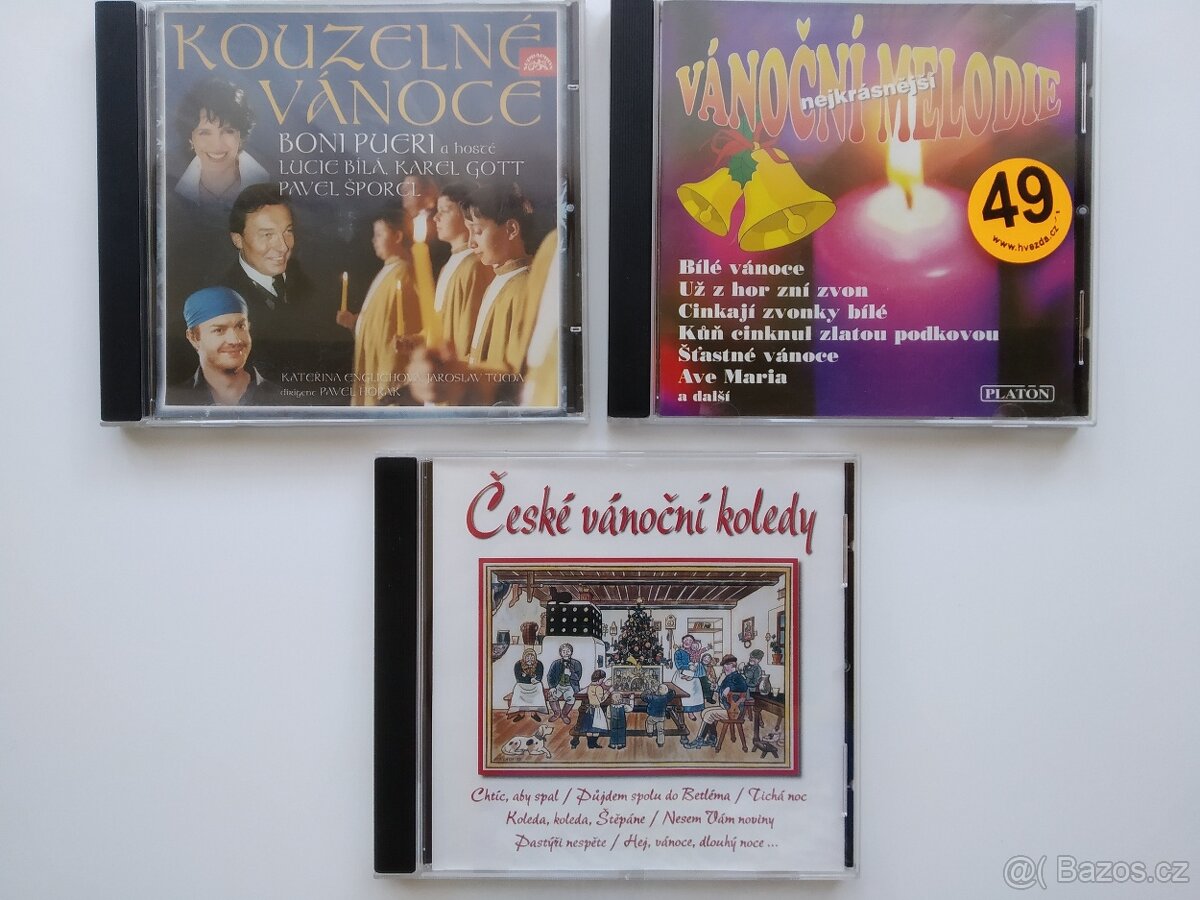 KOUZELNÉ
VÁNOCE
BONI PUERI a hosté
LUCIE BÍLÁ, KAREL GOTT
PAVEL ŠPORCL
KATEŘINA ENGLICHOVÁ, JAROSLAV TŮMA
dirigent PAVEL HORÁK
VÁNOČNÍ MELODIE
nejkrásnější
49
www.hvezda.cz
Bílé vánoce
Už z hor zní zvon
Cinkají zvonky bílé
Kůň cinknul zlatou podkovou
Šťastné vánoce
Ave Maria
a další
PLATÓN
České vánoční koledy
Chtíc, aby spal / Půjdem spolu do Betléma / Tichá noc
Koleda, koleda, Štěpáne / Nesem Vám noviny
Pastýři nespěte / Hej, vánoce, dlouhý noce ...
@( Bazos.cz